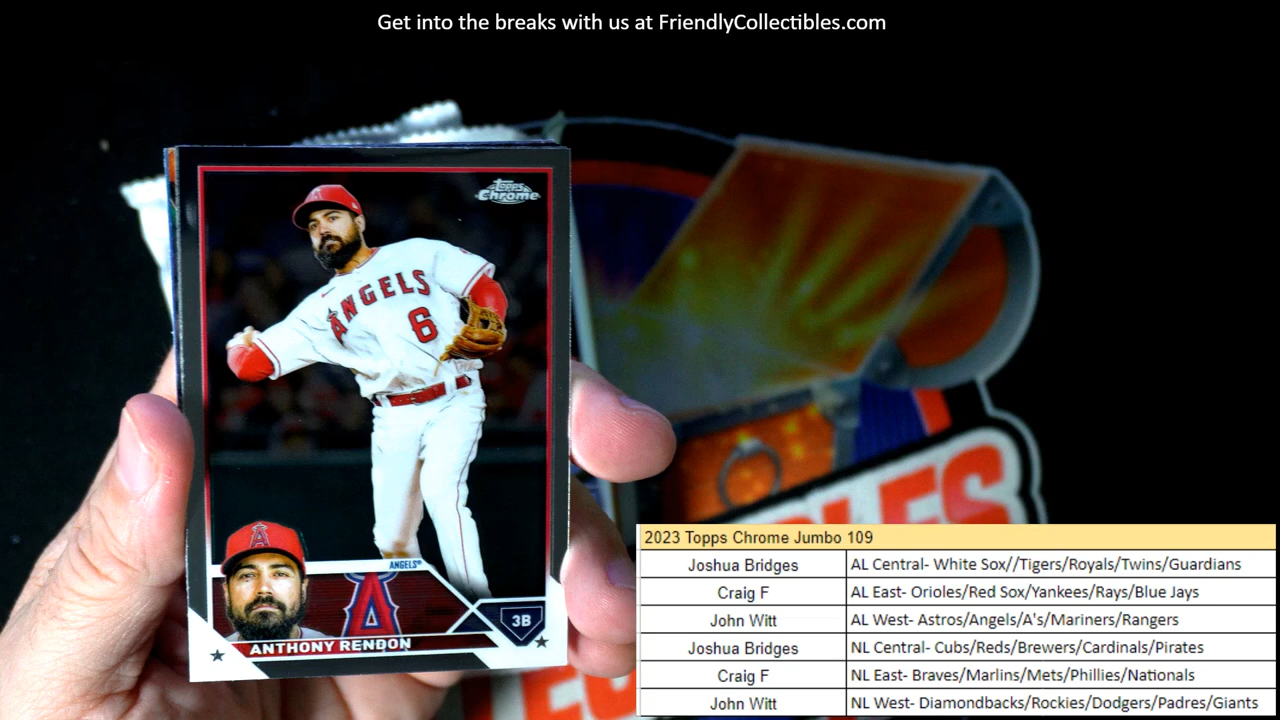 Get into the breaks with us at FriendlyCollectibles.com
Topps
Chrome
ANGELS
6
ANGELS
A
A
3B
ANTHONY RENDON
LES
2023 Topps Chrome Jumbo 109
Joshua Bridges AL Central- White Sox//Tigers/Royals/Twins/Guardians
Craig F AL East- Orioles/Red Sox/Yankees/Rays/Blue Jays
John Witt AL West- Astros/Angels/A's/Mariners/Rangers
Joshua Bridges NL Central- Cubs/Reds/Brewers/Cardinals/Pirates
Craig F NL East- Braves/Marlins/Mets/Phillies/Nationals
John Witt NL West- Diamondbacks/Rockies/Dodgers/Padres/Giants